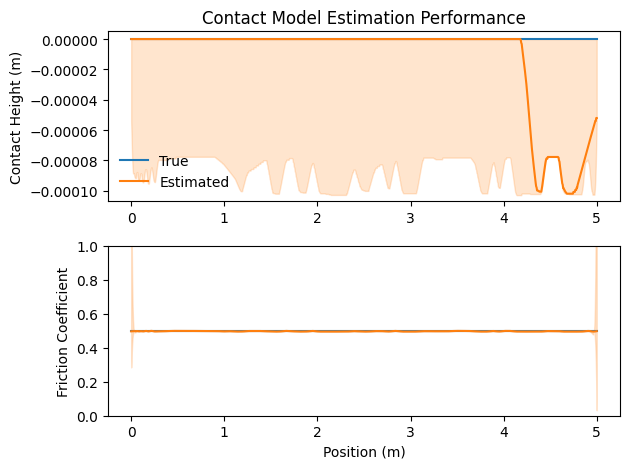 Contact Model Estimation Performance
Contact Height (m)
0.00000
−0.00002
−0.00004
−0.00006
−0.00008
−0.00010
True
Estimated
0 1 2 3 4 5
Friction Coefficient
1.0
0.8
0.6
0.4
0.2
0.0
0 1 2 3 4 5
Position (m)